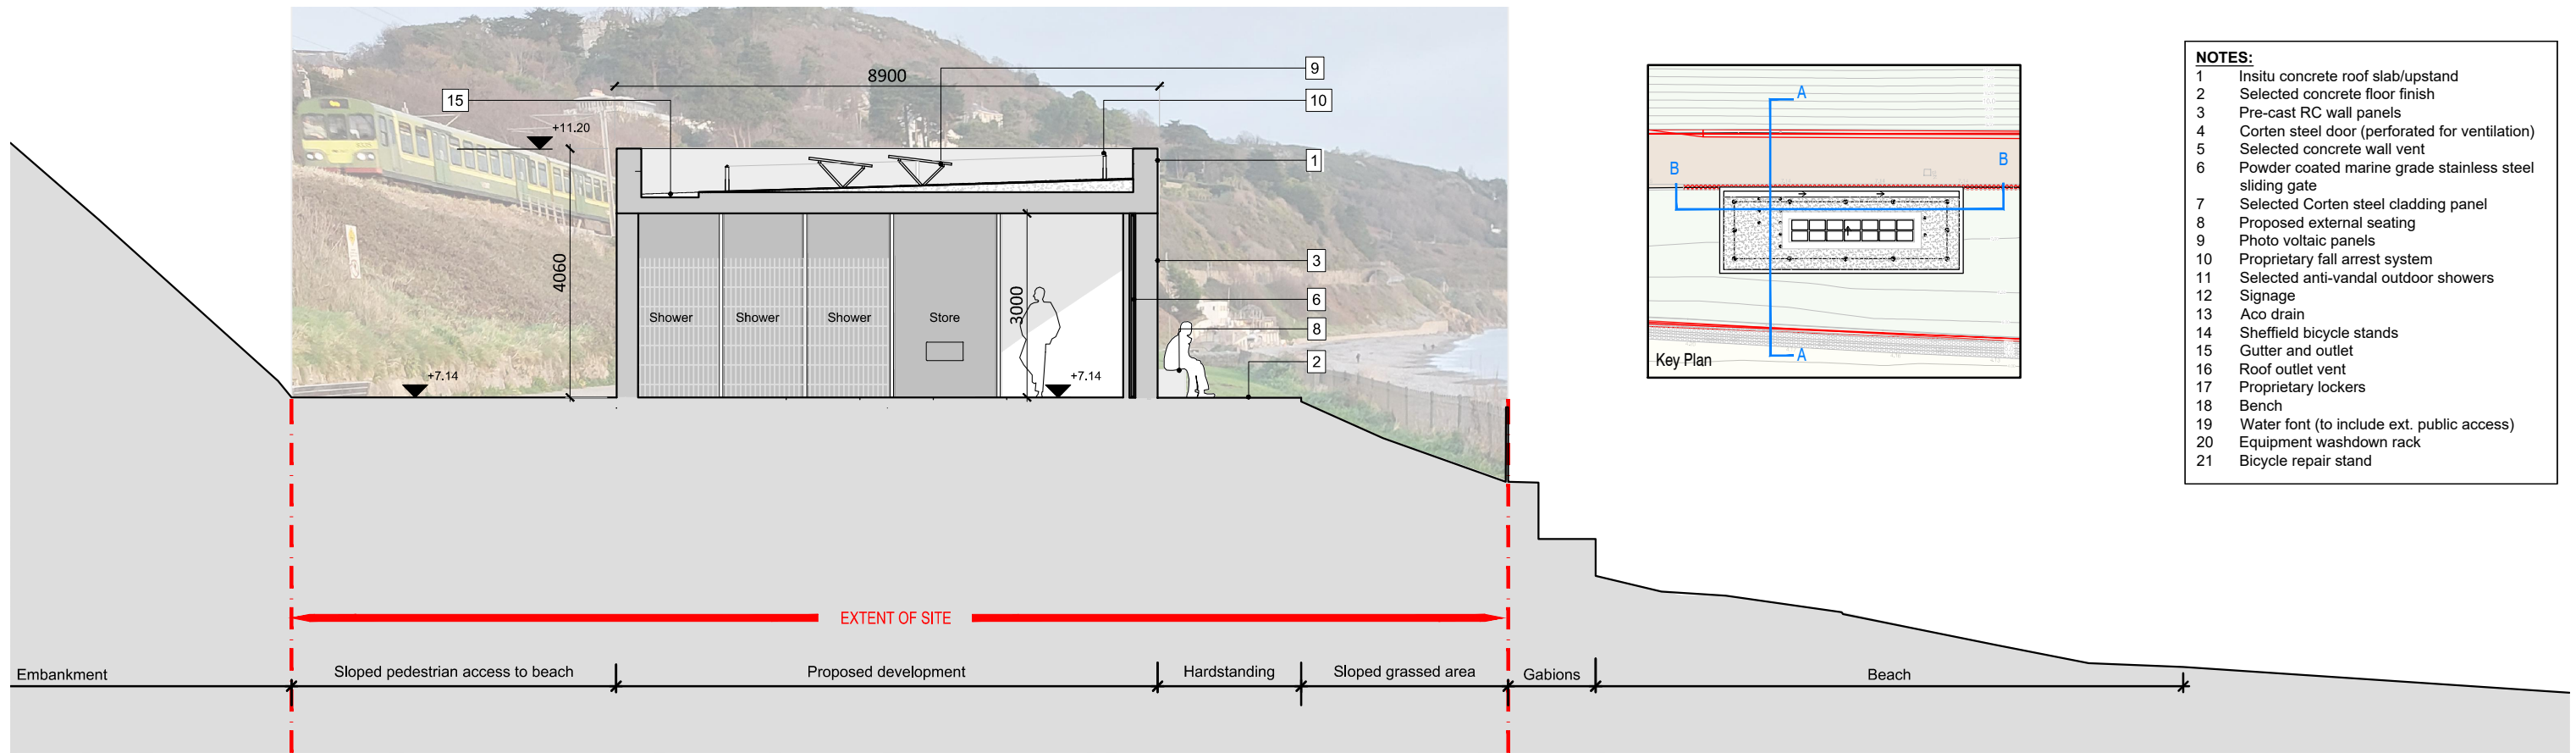 8900
9
10
15
+11.20
1
4060
3000
3
6
8
2
Shower
Shower
Shower
Store
+7.14
+7.14
EXTENT OF SITE
Embankment
Sloped pedestrian access to beach
Proposed development
Hardstanding
Sloped grassed area
Gabions
Beach
A
B
B
A
Key Plan
NOTES:
1 Insitu concrete roof slab/upstand
2 Selected concrete floor finish
3 Pre-cast RC wall panels
4 Corten steel door (perforated for ventilation)
5 Selected concrete wall vent
6 Powder coated marine grade stainless steel
sliding gate
7 Selected Corten steel cladding panel
8 Proposed external seating
9 Photo voltaic panels
10 Proprietary fall arrest system
11 Selected anti-vandal outdoor showers
12 Signage
13 Aco drain
14 Sheffield bicycle stands
15 Gutter and outlet
16 Roof outlet vent
17 Proprietary lockers
18 Bench
19 Water font (to include ext. public access)
20 Equipment washdown rack
21 Bicycle repair stand